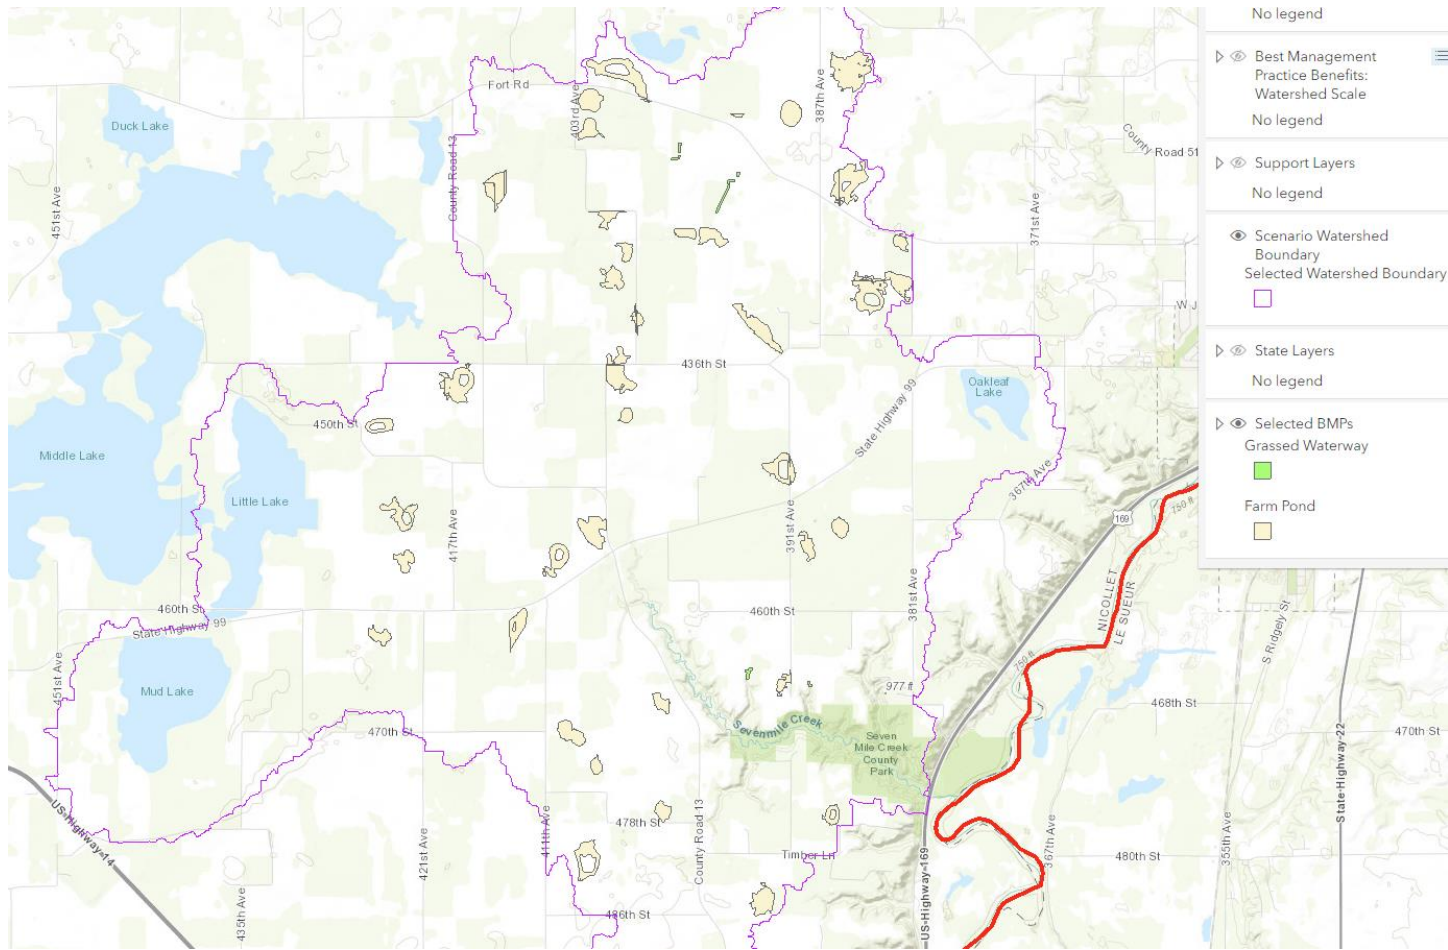 No legend
Best Management
Practice Benefits:
Watershed Scale
No legend
Support Layers
No legend
Scenario Watershed
Boundary
Selected Watershed Boundary
State Layers
No legend
Selected BMPs
Grassed Waterway
Farm Pond
Fort Rd
403rd Ave
387th Ave
Duck Lake
County Road 13
County
Road 51
451st Ave
371st Ave
W J
436th St
State Highway 99
Oakleaf
Lake
450th St
Middle Lake
Little Lake
417th Ave
391st Ave
367th Ave
169
750 ft
381st Ave
NICOLLET
LE SUEUR
460th St
State Highway 99
460th St
451st Ave
Mud Lake
750 ft
S Ridgely St
977 ft
468th St
470th St
Sevenmile Creek
Seven
Mile Creek
County
Park
State-Highway-22
470th St
US-Highway-14
478th St
421st Ave
411th Ave
County Road 13
Timber Ln
US-Highway-169
367th Ave
480th St
355th Ave
435th Ave
486th St